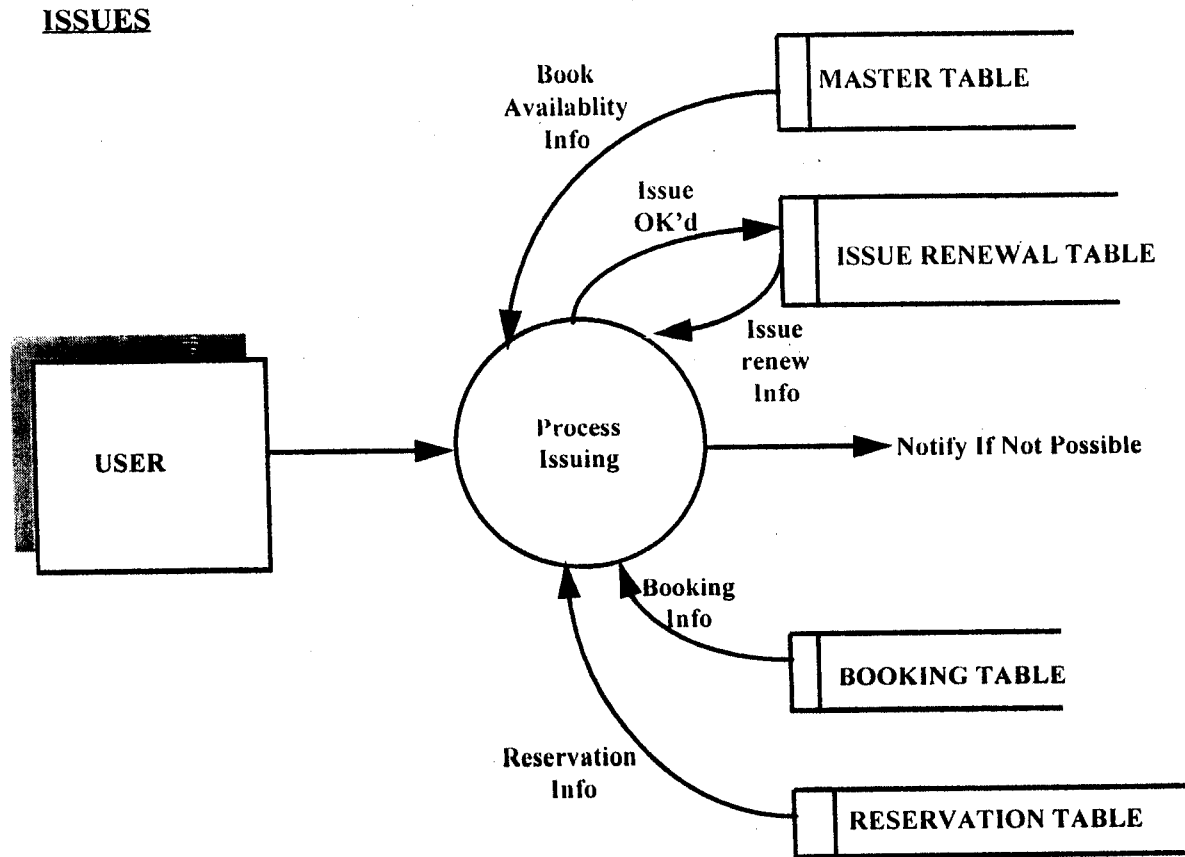 ISSUES
Book
Availablity
Info
MASTER TABLE
Issue
OK'd
ISSUE RENEWAL TABLE
Issue
renew
Info
USER
Process
Issuing
Notify If Not Possible
Booking
Info
BOOKING TABLE
Reservation
Info
RESERVATION TABLE